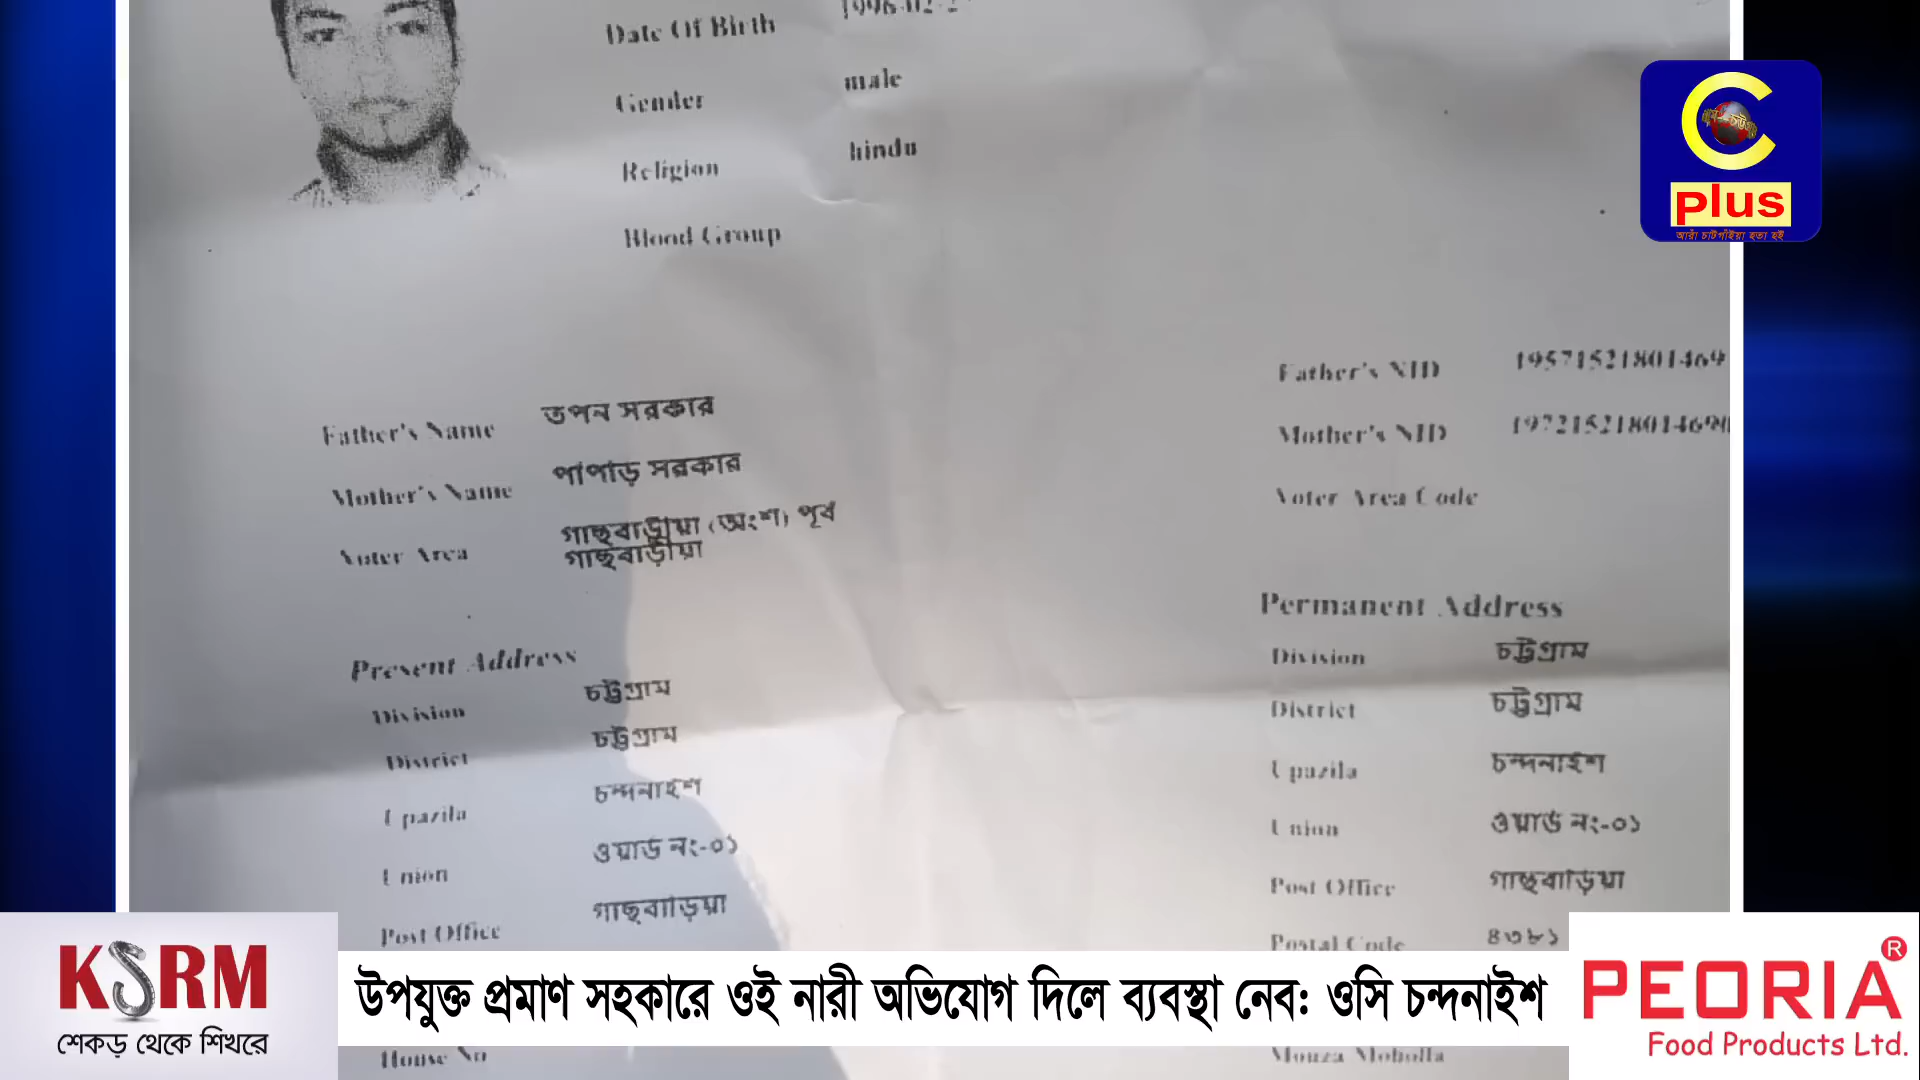 Date Of Birth
Gender male
Religion hindu
Blood Group
Father's Name তপন সরকার
Mother's Name পাপড়ি সরকার
Voter Area গাছবাড়ীয়া (অংশ) পূর্ব
গাছবাড়ীয়া
Father's NID
Mother's NID
Voter Area Code
Present Address
Division চট্টগ্রাম
District চট্টগ্রাম
Upazila চন্দনাইশ
Union ওয়ার্ড নং-০১
Post Office গাছবাড়িয়া
House No
Permanent Address
Division চট্টগ্রাম
District চট্টগ্রাম
Upazila চন্দনাইশ
Union ওয়ার্ড নং-০১
Post Office গাছবাড়িয়া
Postal Code ৪৩৮১
Mouza Moholla
C
plus
আঁরা চাটগাঁইয়া হতা হই
KSRM
শেকড় থেকে শিখরে
উপযুক্ত প্রমাণ সহকারে ওই নারী অভিযোগ দিলে ব্যবস্থা নেব: ওসি চন্দনাইশ
PEORIA®
Food Products Ltd.